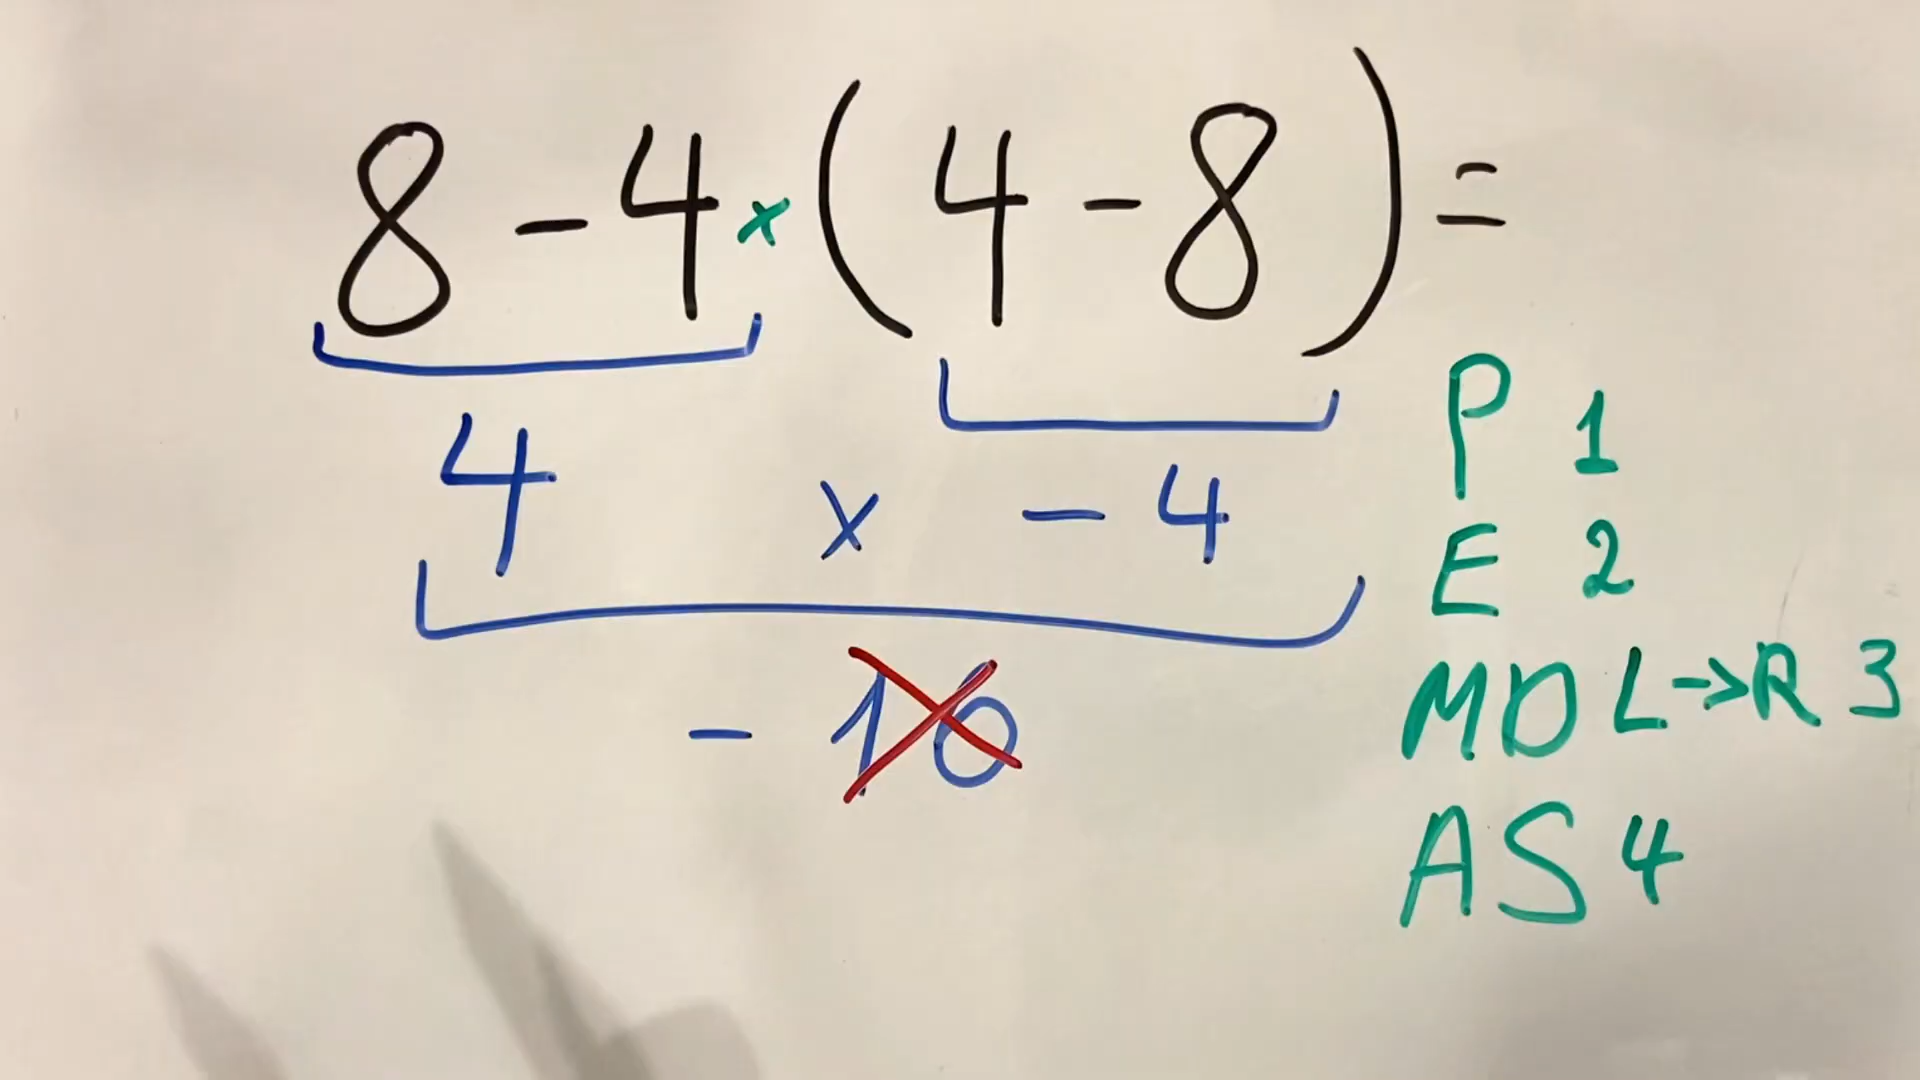 8 - 4 × (4 - 8) =
4 × - 4
- 16
P 1
E 2
MD L→R 3
AS 4